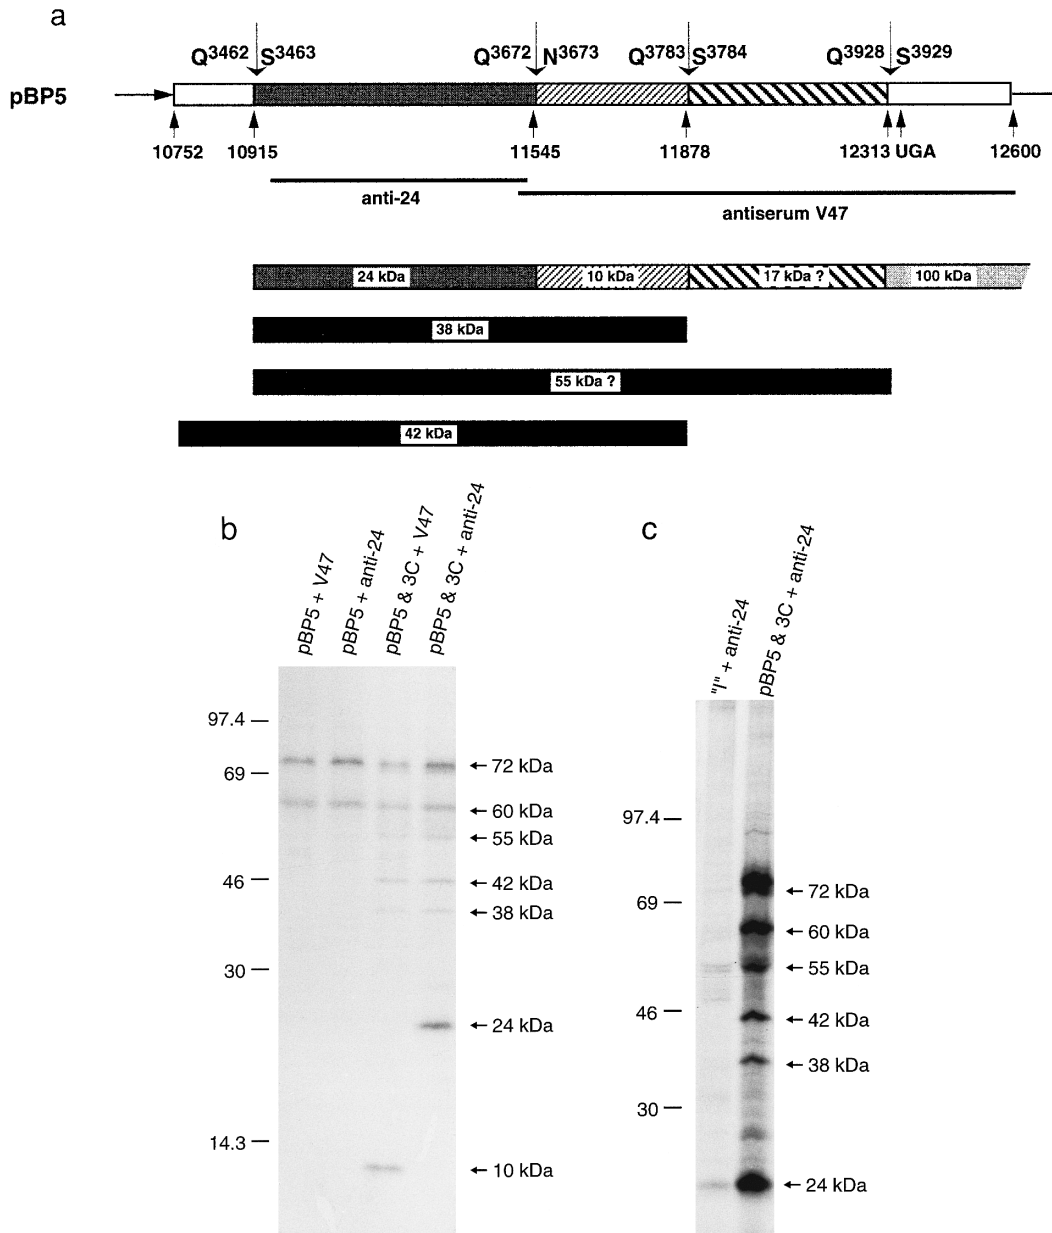 a
Q3462 S3463 Q3672 N3673 Q3783 S3784 Q3928 S3929
pBP5
10752 10915 11545 11878 12313 UGA 12600
anti-24
antiserum V47
24 kDa 10 kDa 17 kDa ? 100 kDa
38 kDa
55 kDa ?
42 kDa
b
pBP5 + V47
pBP5 + anti-24
pBP5 & 3C + V47
pBP5 & 3C + anti-24
97.4
69
46
30
14.3
72 kDa
60 kDa
55 kDa
42 kDa
38 kDa
24 kDa
10 kDa
c
"I" + anti-24
pBP5 & 3C + anti-24
97.4
69
46
30
72 kDa
60 kDa
55 kDa
42 kDa
38 kDa
24 kDa